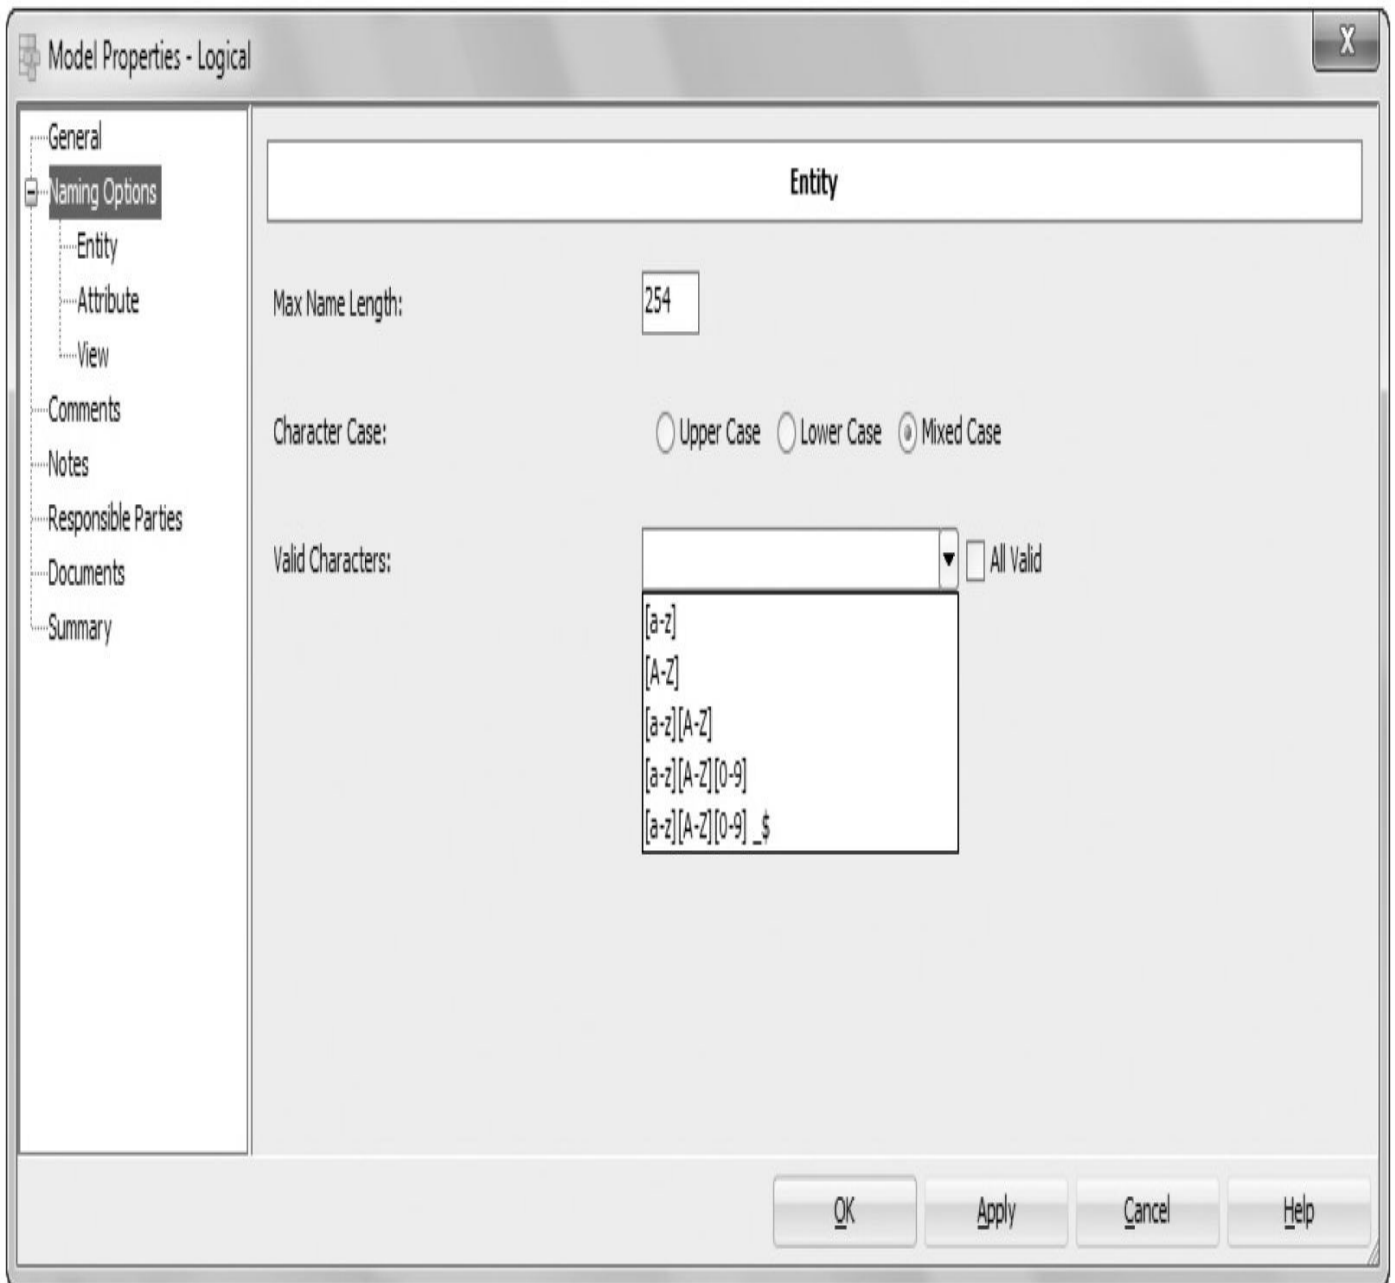 Model Properties - Logical
X
General
Naming Options
Entity
Attribute
View
Comments
Notes
Responsible Parties
Documents
Summary
Entity
Max Name Length: 254
Character Case: Upper Case Lower Case Mixed Case
Valid Characters: All Valid
[a-z]
[A-Z]
[a-z][A-Z]
[a-z][A-Z][0-9]
[a-z][A-Z][0-9] _$
OK Apply Cancel Help